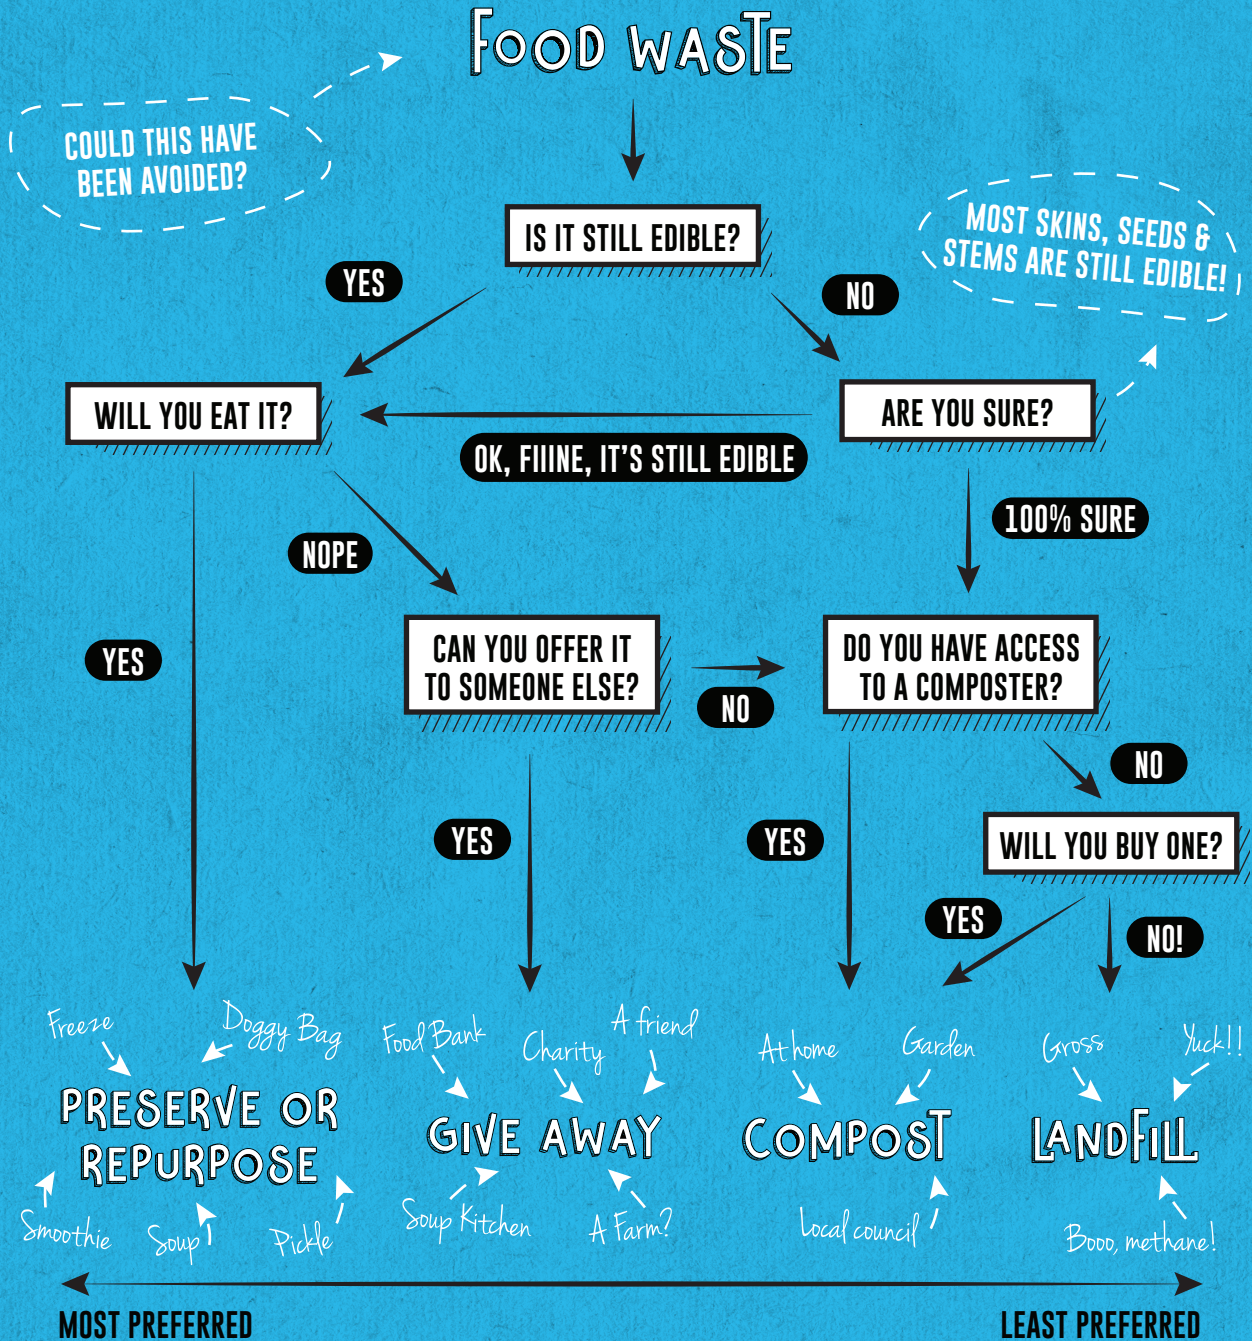 FOOD WASTE
COULD THIS HAVE
BEEN AVOIDED?
IS IT STILL EDIBLE?
MOST SKINS, SEEDS &
STEMS ARE STILL EDIBLE!
YES
NO
WILL YOU EAT IT?
ARE YOU SURE?
OK, FIIINE, IT'S STILL EDIBLE
100% SURE
NOPE
CAN YOU OFFER IT
TO SOMEONE ELSE?
DO YOU HAVE ACCESS
TO A COMPOSTER?
YES
NO
NO
YES
YES
WILL YOU BUY ONE?
YES
NO!
Freeze
Doggy Bag
Food Bank
Charity
A friend
At home
Garden
Gross
Yuck!!
PRESERVE OR
REPURPOSE
GIVE AWAY
COMPOST
LANDFILL
Smoothie
Soup
Pickle
Soup Kitchen
A Farm?
Local council
Booo, methane!
MOST PREFERRED
LEAST PREFERRED